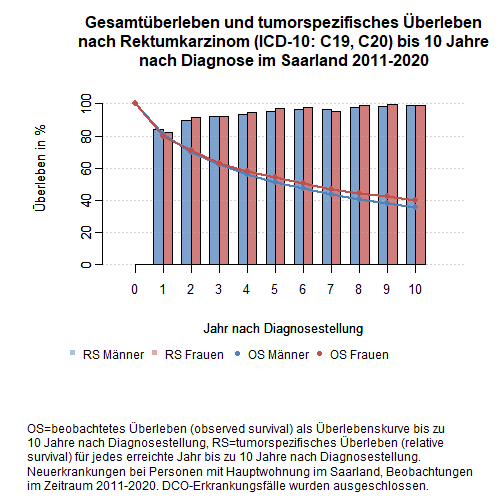 Gesamtüberleben und tumorspezifisches Überleben
nach Rektumkarzinom (ICD-10: C19, C20) bis 10 Jahre
nach Diagnose im Saarland 2011-2020
Überleben in %
100
80
60
40
20
0
0 1 2 3 4 5 6 7 8 9 10
Jahr nach Diagnosestellung
RS Männer RS Frauen OS Männer OS Frauen
OS=beobachtetes Überleben (observed survival) als Überlebenskurve bis zu
10 Jahre nach Diagnosestellung, RS=tumorspezifisches Überleben (relative
survival) für jedes erreichte Jahr bis zu 10 Jahre nach Diagnosestellung.
Neuerkrankungen bei Personen mit Hauptwohnung im Saarland, Beobachtungen
im Zeitraum 2011-2020. DCO-Erkrankungsfälle wurden ausgeschlossen.